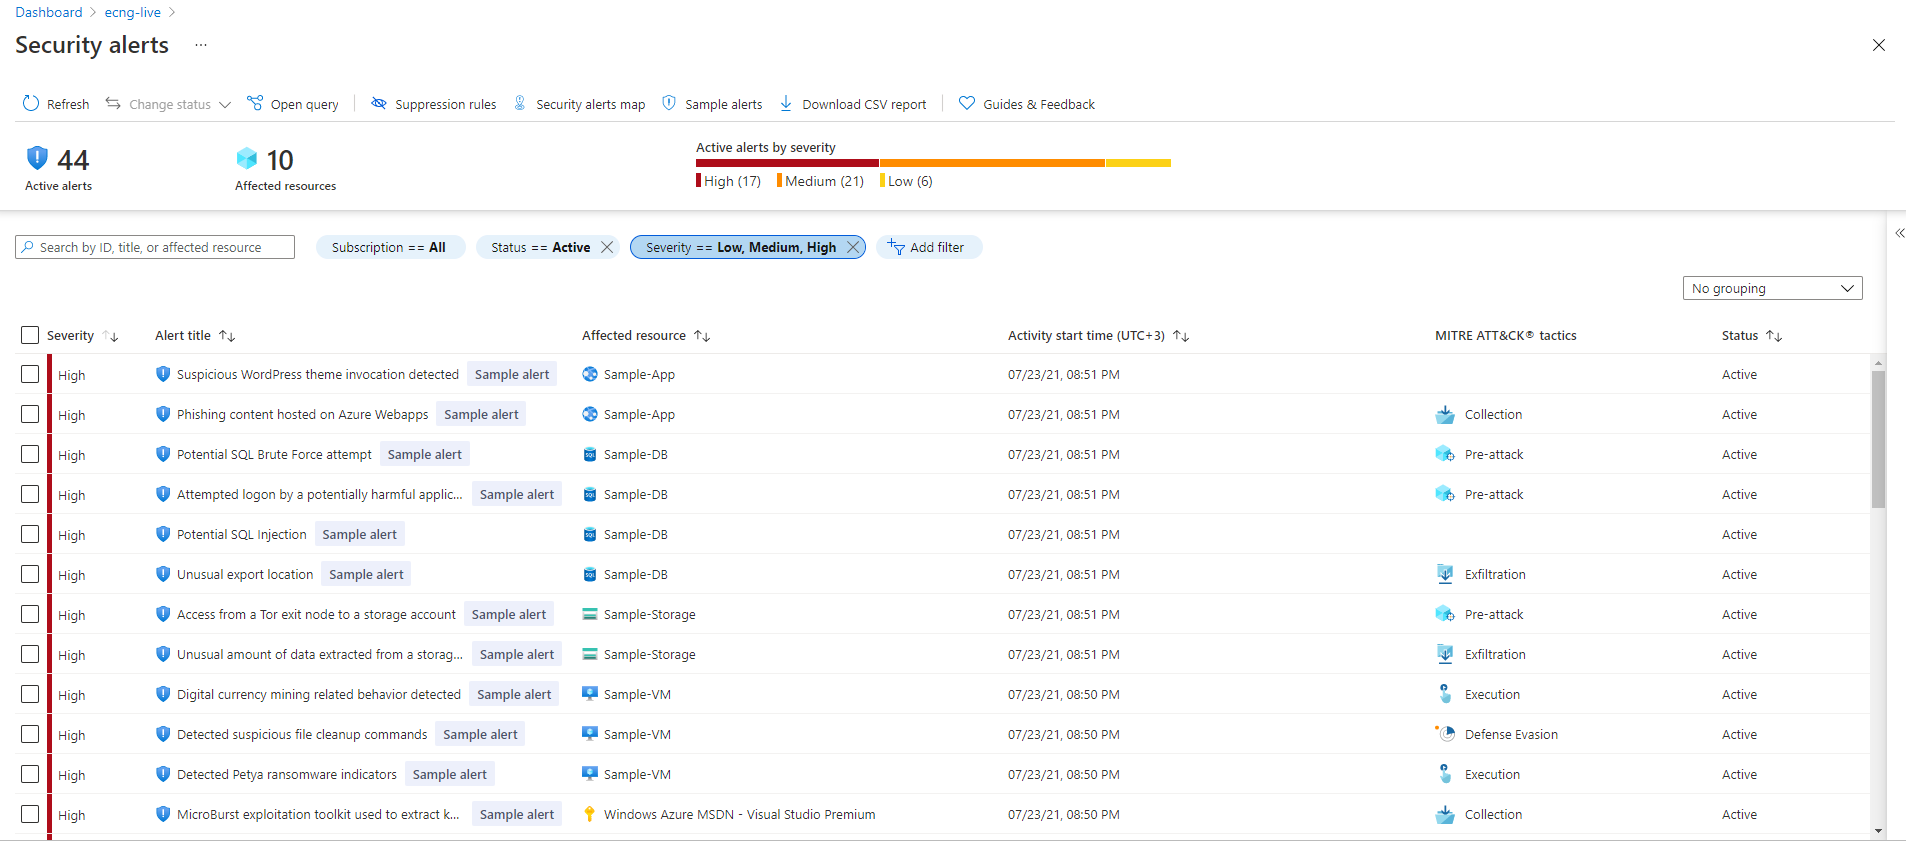 Dashboard > ecng-live >
Security alerts ...
Refresh Change status Open query Suppression rules Security alerts map Sample alerts Download CSV report Guides & Feedback
44
Active alerts
10
Affected resources
Active alerts by severity
High (17) Medium (21) Low (6)
Search by ID, title, or affected resource Subscription == All Status == Active Severity == Low, Medium, High Add filter
No grouping
Severity Alert title Affected resource Activity start time (UTC+3) MITRE ATT&CK® tactics Status
High Suspicious WordPress theme invocation detected Sample alert Sample-App 07/23/21, 08:51 PM Active
High Phishing content hosted on Azure Webapps Sample alert Sample-App 07/23/21, 08:51 PM Collection Active
High Potential SQL Brute Force attempt Sample alert SQL Sample-DB 07/23/21, 08:51 PM Pre-attack Active
High Attempted logon by a potentially harmful applic... Sample alert SQL Sample-DB 07/23/21, 08:51 PM Pre-attack Active
High Potential SQL Injection Sample alert SQL Sample-DB 07/23/21, 08:51 PM Active
High Unusual export location Sample alert SQL Sample-DB 07/23/21, 08:51 PM Exfiltration Active
High Access from a Tor exit node to a storage account Sample alert Sample-Storage 07/23/21, 08:51 PM Pre-attack Active
High Unusual amount of data extracted from a storag... Sample alert Sample-Storage 07/23/21, 08:51 PM Exfiltration Active
High Digital currency mining related behavior detected Sample alert Sample-VM 07/23/21, 08:50 PM Execution Active
High Detected suspicious file cleanup commands Sample alert Sample-VM 07/23/21, 08:50 PM Defense Evasion Active
High Detected Petya ransomware indicators Sample alert Sample-VM 07/23/21, 08:50 PM Execution Active
High MicroBurst exploitation toolkit used to extract k... Sample alert Windows Azure MSDN - Visual Studio Premium 07/23/21, 08:50 PM Collection Active